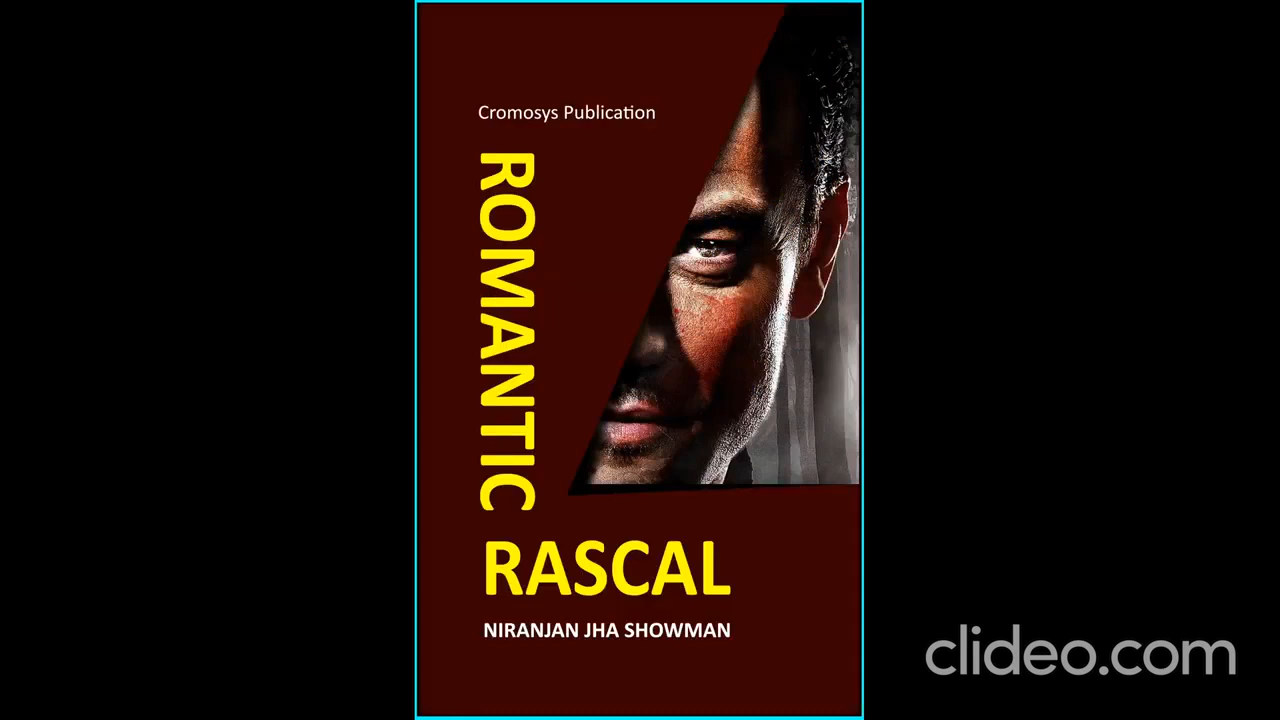 Cromosys Publication
ROMANTIC
RASCAL
NIRANJAN JHA SHOWMAN
clideo.com